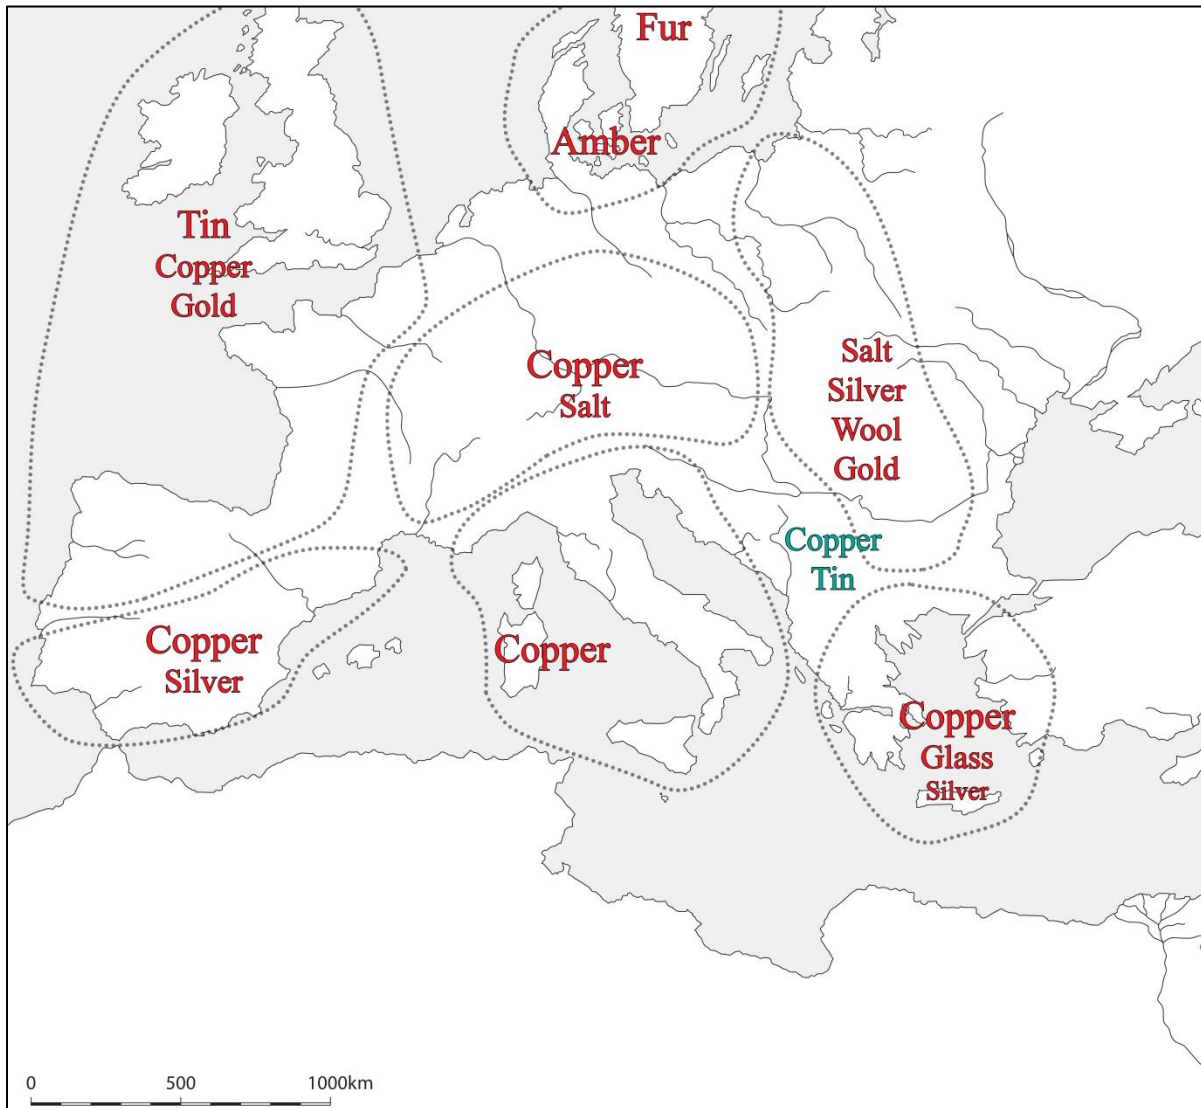 Fur
Amber
Tin
Copper
Gold
Copper
Salt
Salt
Silver
Wool
Gold
Copper
Tin
Copper
Silver
Copper
Copper
Glass
Silver
0 500 1000km